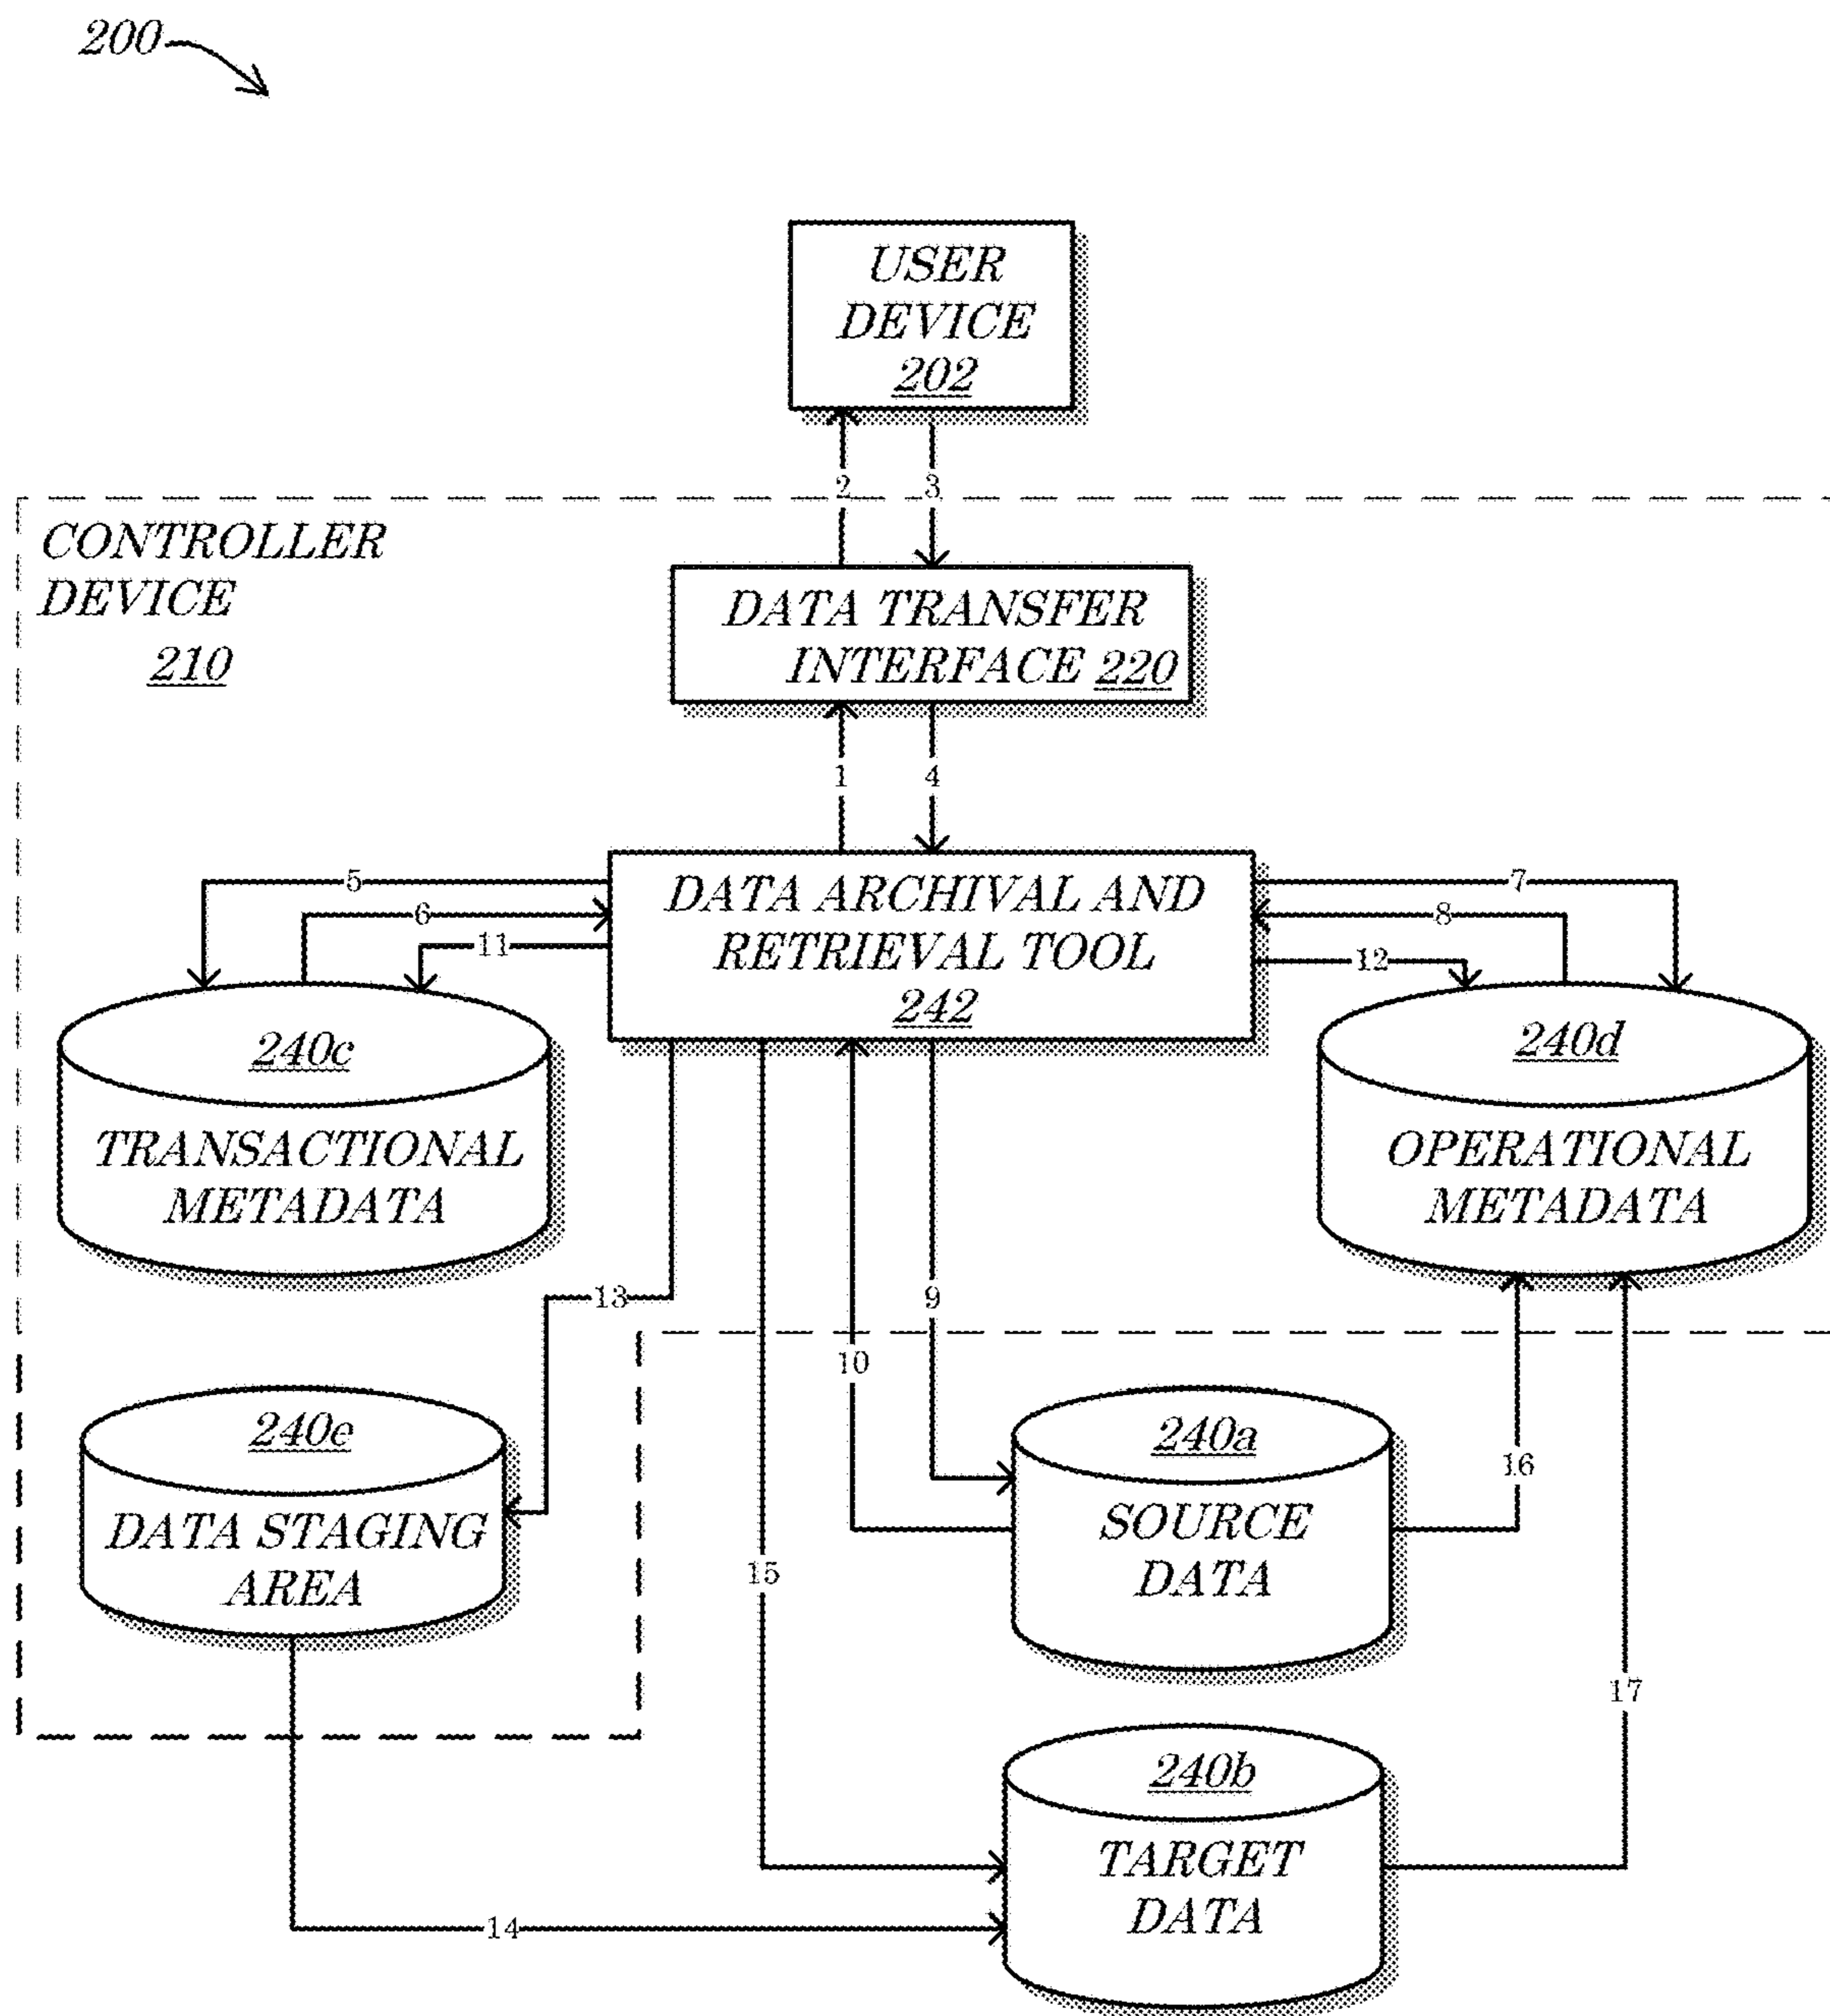 200
USER
DEVICE
202
2
3
CONTROLLER
DEVICE
210
DATA TRANSFER
INTERFACE 220
1
4
5
6
11
DATA ARCHIVAL AND
RETRIEVAL TOOL
242
7
8
12
240c
TRANSACTIONAL
METADATA
240d
OPERATIONAL
METADATA
13
9
10
240e
DATA STAGING
AREA
240a
SOURCE
DATA
16
15
17
240b
TARGET
DATA
14